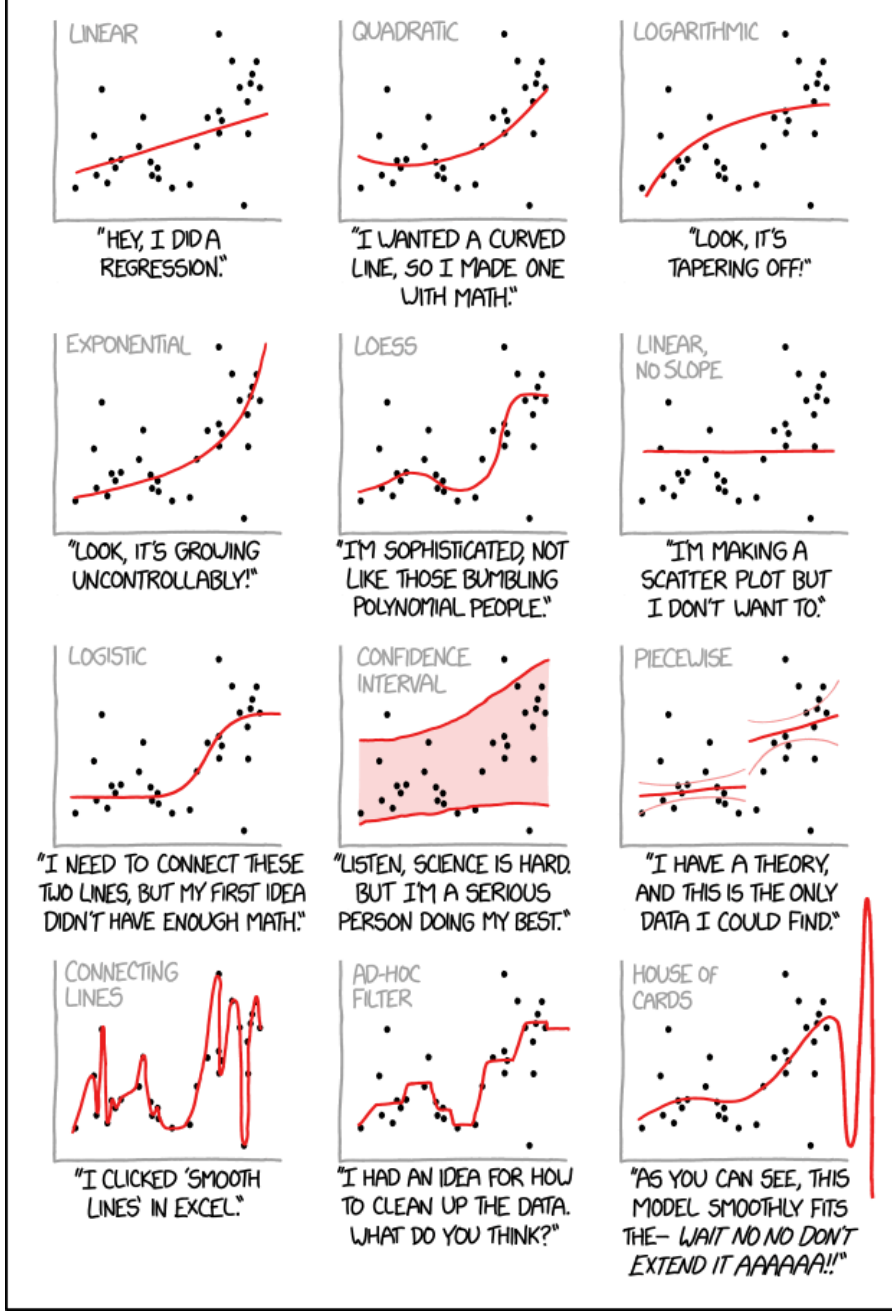 LINEAR
"HEY, I DID A
REGRESSION."
QUADRATIC
"I WANTED A CURVED
LINE, SO I MADE ONE
WITH MATH."
LOGARITHMIC
"LOOK, IT'S
TAPERING OFF!"
EXPONENTIAL
"LOOK, IT'S GROWING
UNCONTROLLABLY!"
LOESS
"I'M SOPHISTICATED, NOT
LIKE THOSE BUMBLING
POLYNOMIAL PEOPLE."
LINEAR,
NO SLOPE
"I'M MAKING A
SCATTER PLOT BUT
I DON'T WANT TO."
LOGISTIC
"I NEED TO CONNECT THESE
TWO LINES, BUT MY FIRST IDEA
DIDN'T HAVE ENOUGH MATH."
CONFIDENCE
INTERVAL
"LISTEN, SCIENCE IS HARD.
BUT I'M A SERIOUS
PERSON DOING MY BEST."
PIECEWISE
"I HAVE A THEORY,
AND THIS IS THE ONLY
DATA I COULD FIND."
CONNECTING
LINES
"I CLICKED 'SMOOTH
LINES' IN EXCEL."
AD-HOC
FILTER
"I HAD AN IDEA FOR HOW
TO CLEAN UP THE DATA.
WHAT DO YOU THINK?"
HOUSE OF
CARDS
"AS YOU CAN SEE, THIS
MODEL SMOOTHLY FITS
THE– WAIT NO NO DON'T
EXTEND IT AAAAAA!!"